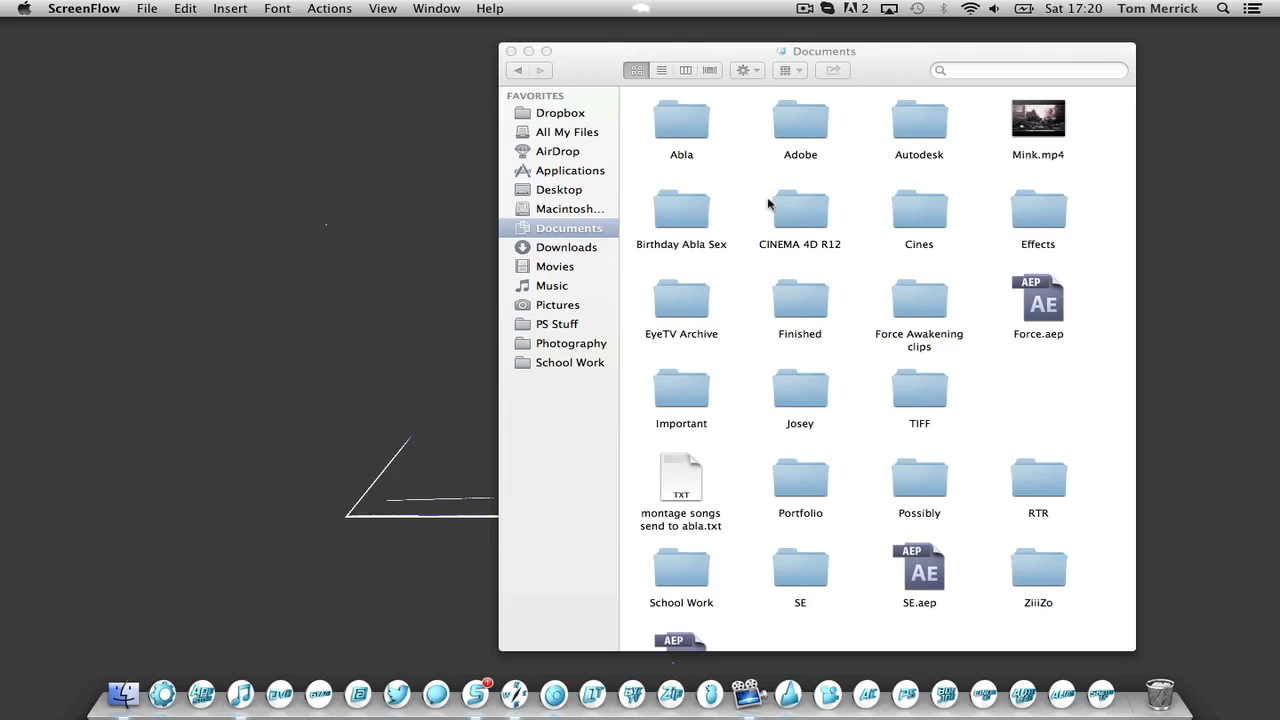 ScreenFlow File Edit Insert Font Actions View Window Help 2 Sat 17:20 Tom Merrick
Documents
FAVORITES
Dropbox
All My Files
AirDrop
Applications
Desktop
Macintosh...
Documents
Downloads
Movies
Music
Pictures
PS Stuff
Photography
School Work
Abla Adobe Autodesk Mink.mp4
Birthday Abla Sex CINEMA 4D R12 Cines Effects
AEP
AE
EyeTV Archive Finished Force Awakening clips Force.aep
Important Josey TIFF
TXT
montage songs send to abla.txt Portfolio Possibly RTR
AEP
AE
School Work SE SE.aep ZiiiZo
AEP